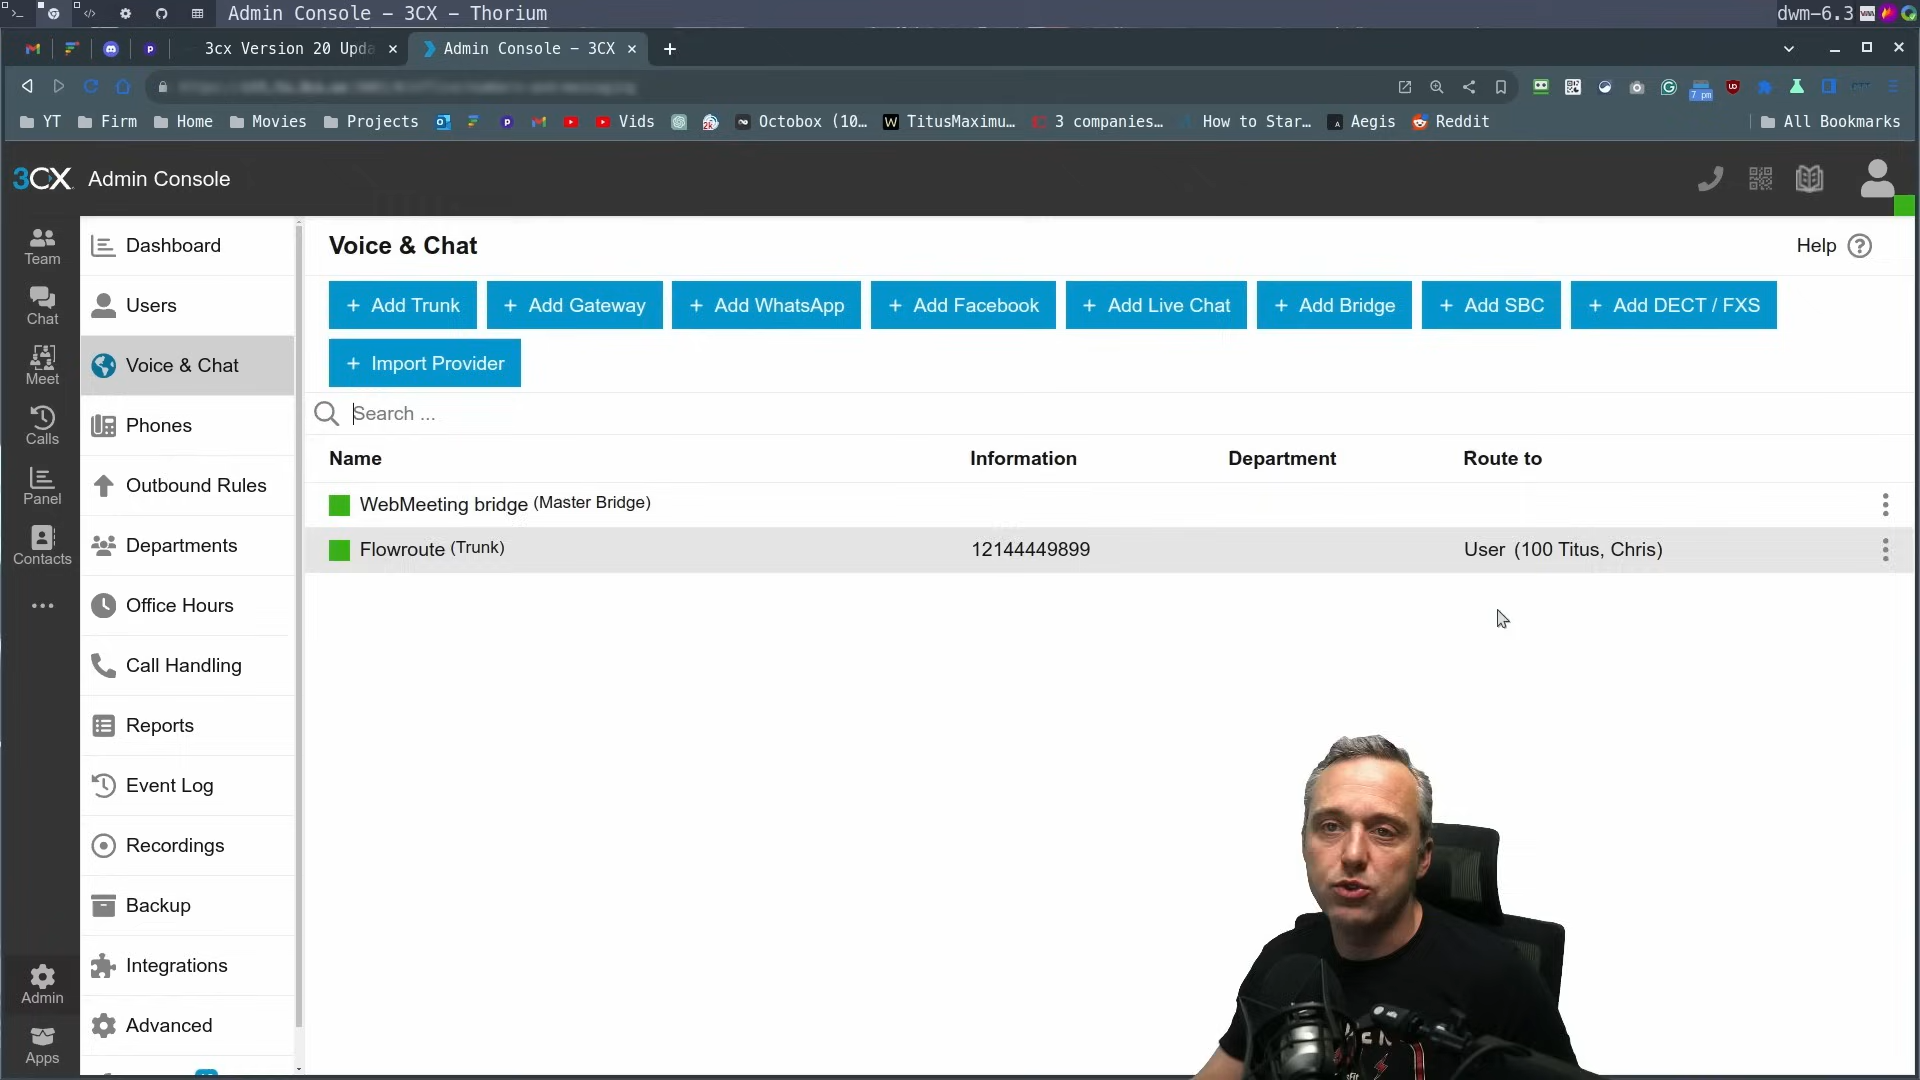 Admin Console – 3CX – Thorium
dwm-6.3
3cx Version 20 Upda
Admin Console – 3CX
YT
Firm
Home
Movies
Projects
Vids
Octobox (10…
TitusMaximu…
3 companies…
How to Star…
Aegis
Reddit
All Bookmarks
7 pm
3CX Admin Console
Team
Chat
Meet
Calls
Panel
Contacts
Admin
Apps
Dashboard
Users
Voice & Chat
Phones
Outbound Rules
Departments
Office Hours
Call Handling
Reports
Event Log
Recordings
Backup
Integrations
Advanced
Voice & Chat
Help
+ Add Trunk
+ Add Gateway
+ Add WhatsApp
+ Add Facebook
+ Add Live Chat
+ Add Bridge
+ Add SBC
+ Add DECT / FXS
+ Import Provider
Search ...
Name Information Department Route to
WebMeeting bridge (Master Bridge)
Flowroute (Trunk) 12144449899 User (100 Titus, Chris)